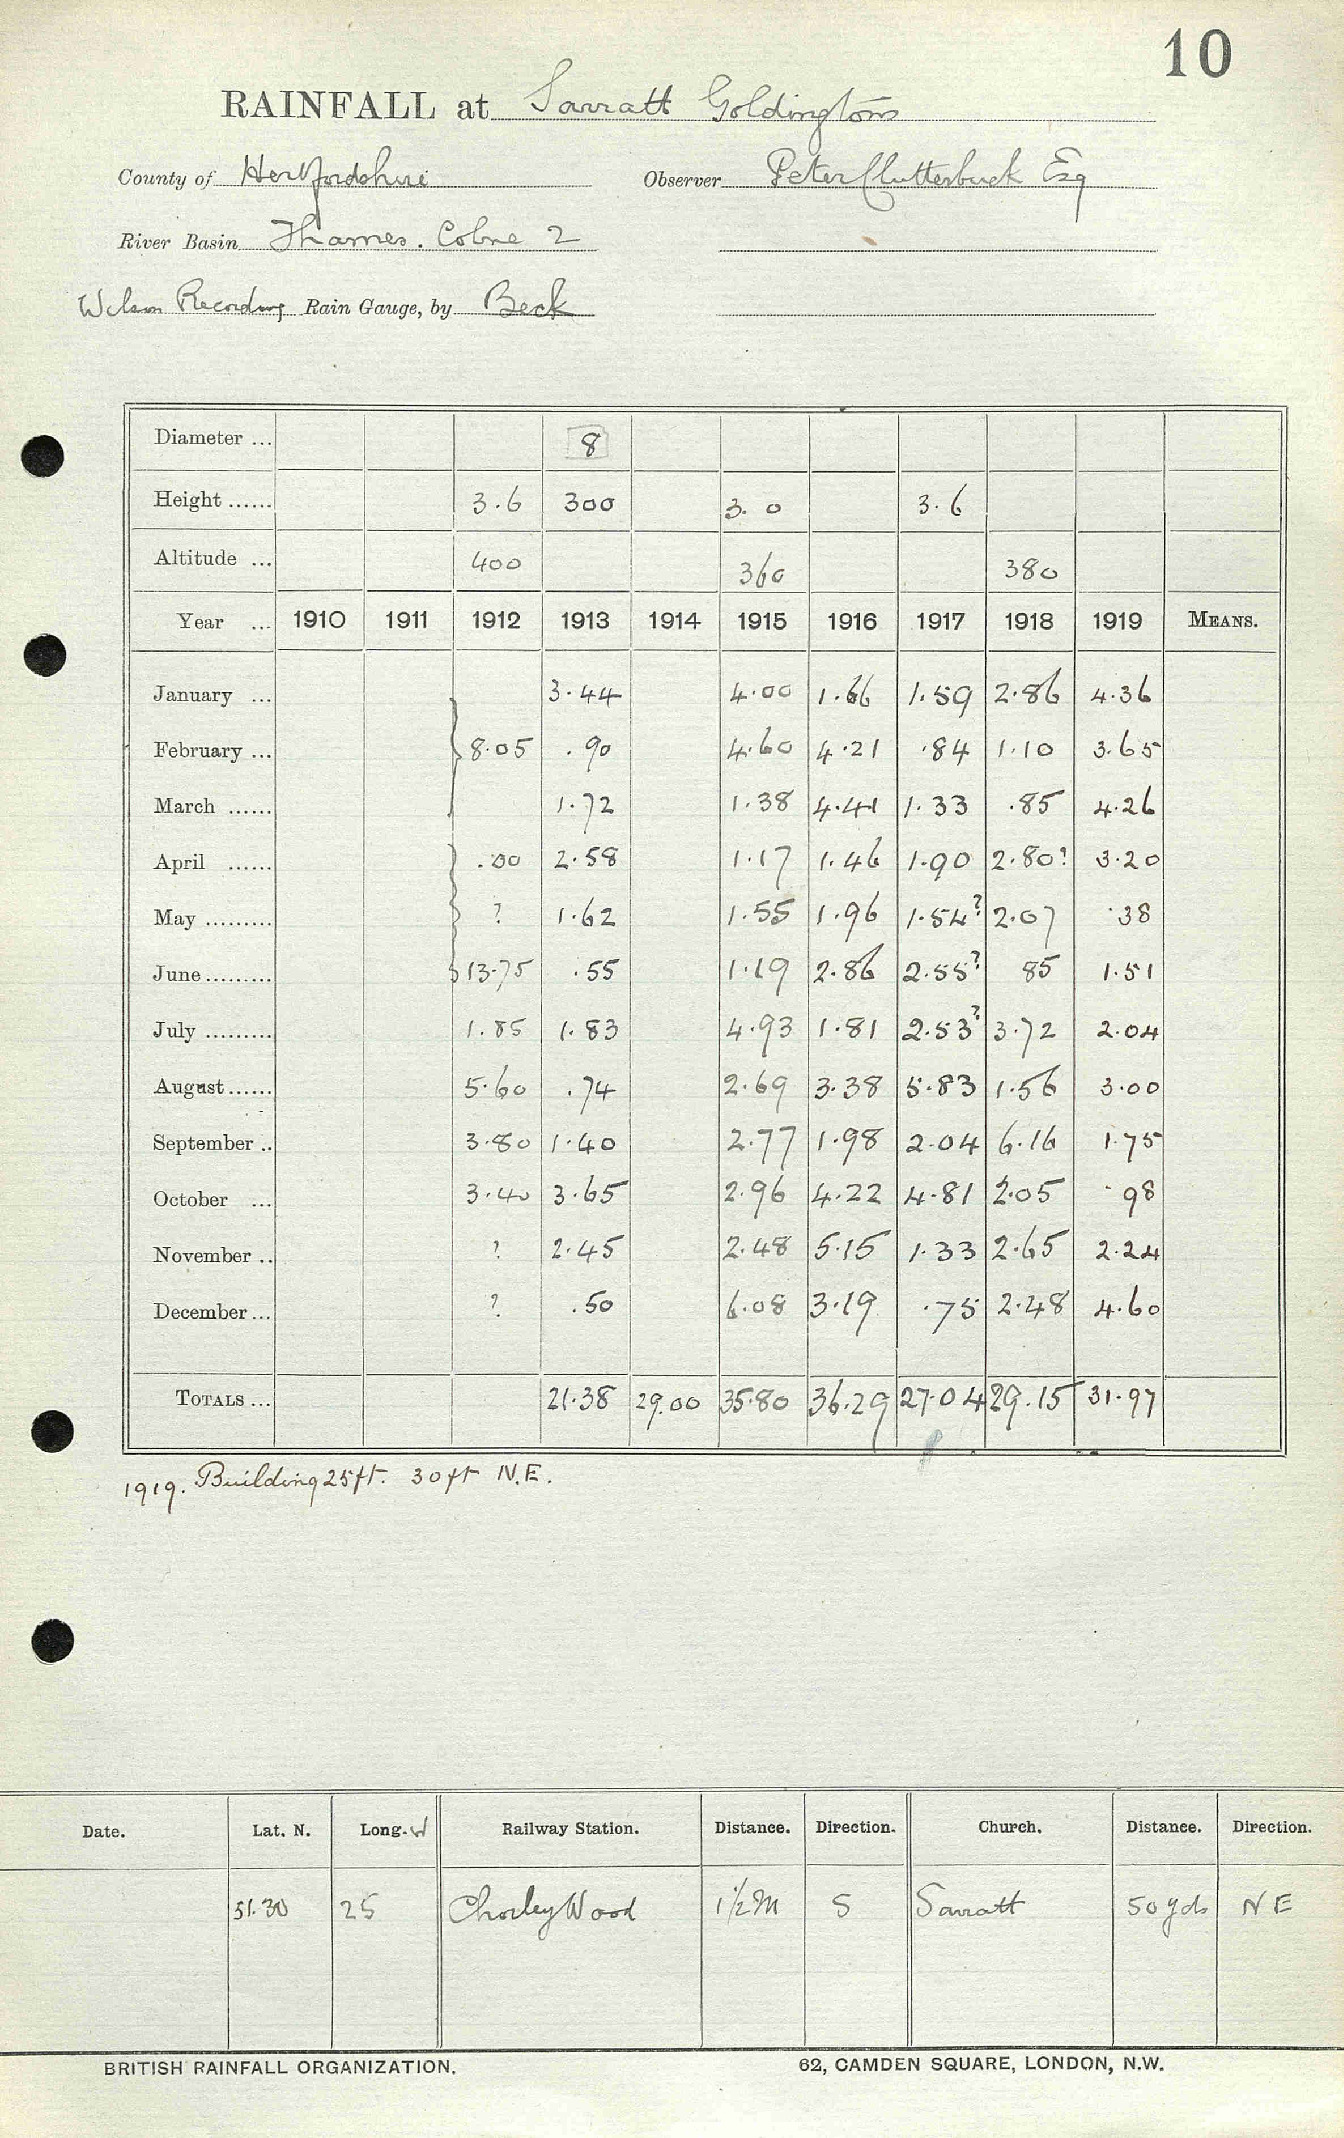 10
RAINFALL at Sarratt Goldingtons
County of Hertfordshire Observer Peter Clutterbuck Esq
River Basin Thames. Colne 2
Wilson Recording Rain Gauge, by Beck
Diameter ... 8
Height ...... 3.6 300 3.0 3.6
Altitude ... 400 360 380
Year ... 1910 1911 1912 1913 1914 1915 1916 1917 1918 1919 MEANS.
January ... 3.44 4.00 1.66 1.59 2.86 4.36
February ... 8.05 .90 4.60 4.21 .84 1.10 3.65
March ...... 1.72 1.38 4.41 1.33 .85 4.26
April ...... .00 2.58 1.17 1.46 1.90 2.80? 3.20
May ......... ? 1.62 1.55 1.96 1.54? 2.07 .38
June ......... 13.75 .55 1.19 2.86 2.55? 85 1.51
July ......... 1.85 1.83 4.93 1.81 2.53? 3.72 2.04
August ...... 5.60 .74 2.69 3.38 5.83 1.56 3.00
September .. 3.80 1.40 2.77 1.98 2.04 6.16 1.75
October ... 3.40 3.65 2.96 4.22 4.81 2.05 .98
November .. ? 2.45 2.48 5.15 1.33 2.65 2.24
December ... ? .50 6.08 3.19 .75 2.48 4.60
TOTALS ... 21.38 29.00 35.80 36.29 27.04 29.15 31.97
1919. Building 25ft. 30ft N.E.
Date. Lat. N. Long. W Railway Station. Distance. Direction. Church. Distance. Direction.
51.30 25 Chorley Wood 1½ M S Sarratt 50 yds NE
BRITISH RAINFALL ORGANIZATION. 62, CAMDEN SQUARE, LONDON, N.W.